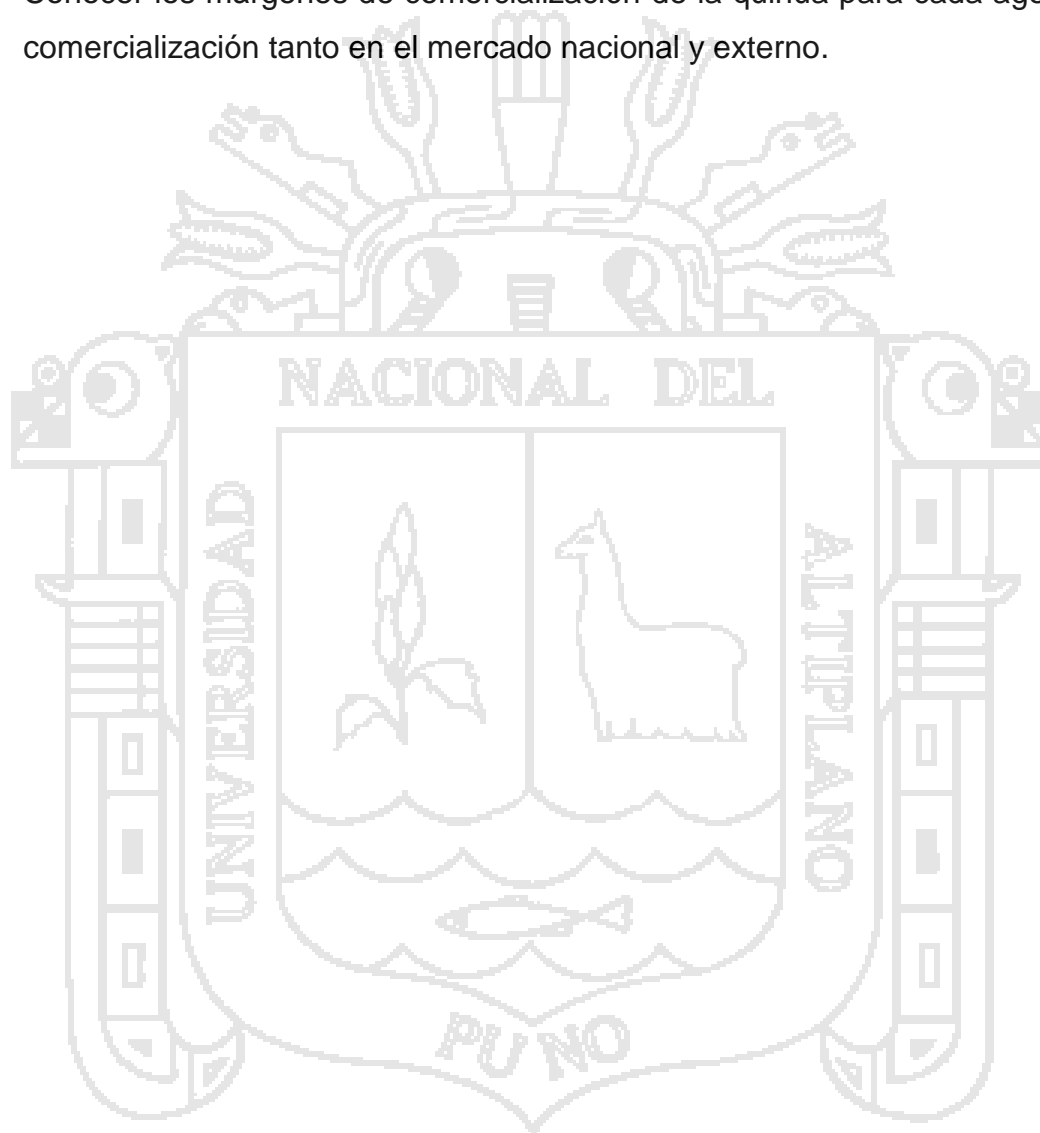 Conocer los márgenes de comercialización de la quinua para cada
comercialización tanto en el mercado nacional y externo.
NACIONAL DEL
UNIVERSIDAD
ALTIPLANO
PUNO